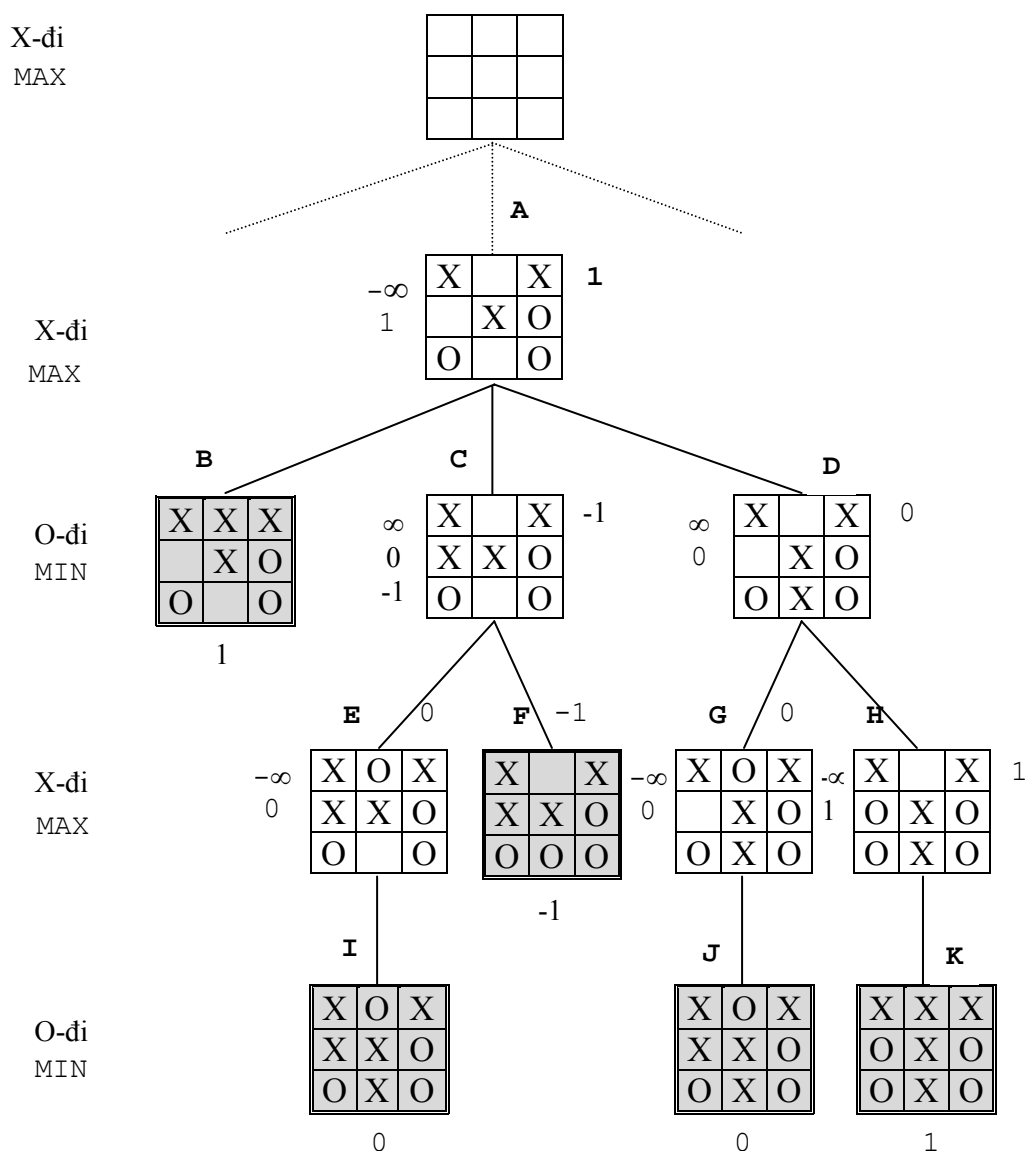 X-đi
MAX
A
X X 1
-∞
X O
1
X-đi
O O
MAX
B C D
X X X
X X -1
X X 0
∞
∞
O-đi
X O
0
X X O
0
X O
MIN
-1
O O
O O
O X O
1
E 0 F -1 G 0 H
-∞
X O X
X X
-∞
X O X
-∝
X X 1
X-đi
0
X X O
X X O
0
X O
1
O X O
MAX
O O
O O O
O X O
O X O
-1
I J K
X O X
X O X
X X X
O-đi
X X O
X X O
O X O
MIN
O X O
O X O
O X O
0 0 1